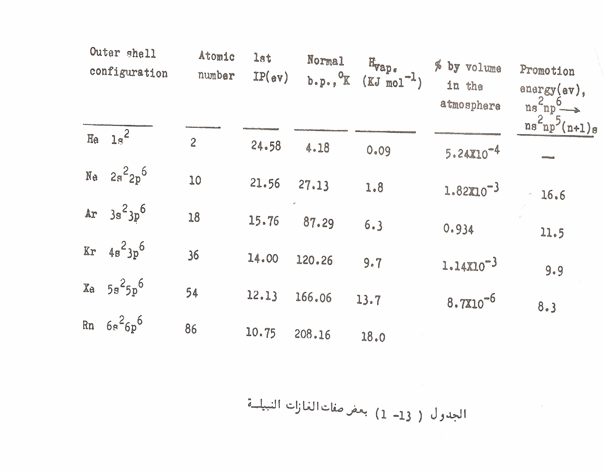 Outer shell configuration | Atomic number | 1st IP(ev) | Normal b.p.,°K | Hvap. (KJ mol⁻¹) | % by volume in the atmosphere | Promotion energy(ev), ns²np⁶ → ns²np⁵(n+1)s
He 1s² 2 24.58 4.18 0.09 5.24X10⁻⁴ —
Ne 2s²2p⁶ 10 21.56 27.13 1.8 1.82X10⁻³ 16.6
Ar 3s²3p⁶ 18 15.76 87.29 6.3 0.934 11.5
Kr 4s²3p⁶ 36 14.00 120.26 9.7 1.14X10⁻³ 9.9
Xe 5s²5p⁶ 54 12.13 166.06 13.7 8.7X10⁻⁶ 8.3
Rn 6s²6p⁶ 86 10.75 208.16 18.0
الجدول ( 13- 1) بعض صفات الغازات النبيلـة